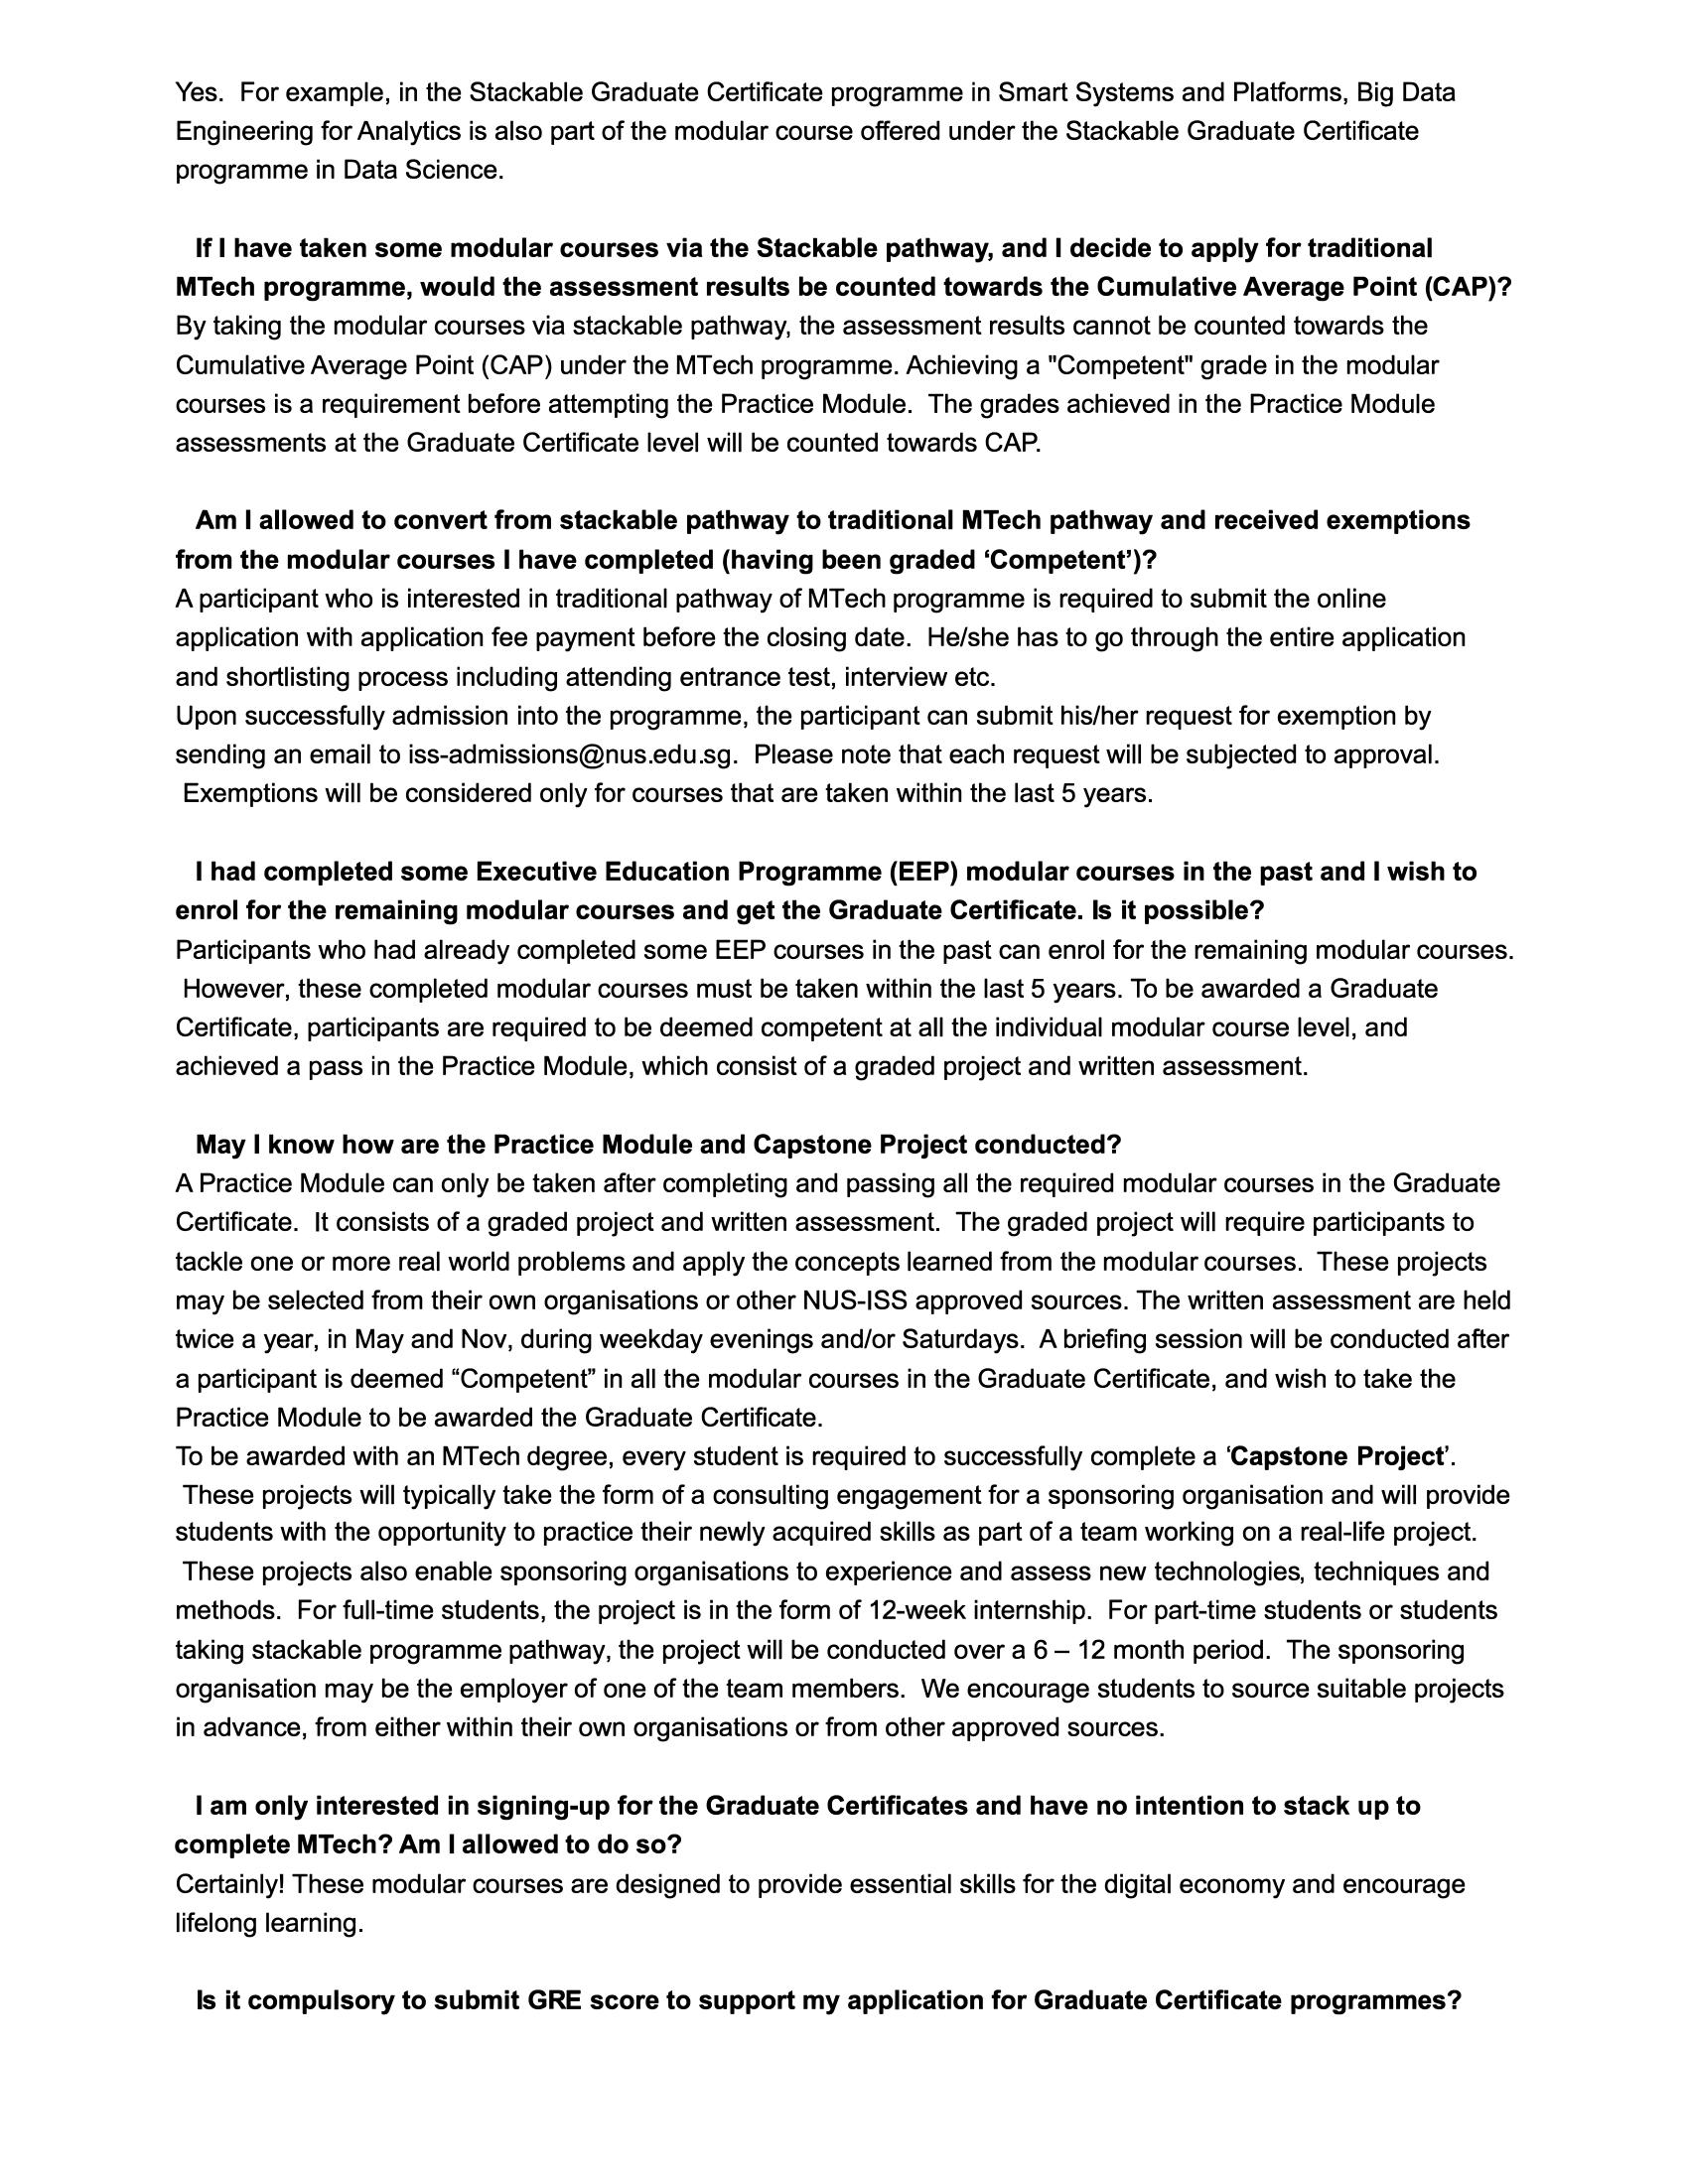 Yes.  For example, in the Stackable Graduate Certificate programme in Smart Systems and Platforms, Big Data
Engineering for Analytics is also part of the modular course offered under the Stackable Graduate Certificate
programme in Data Science.
If I have taken some modular courses via the Stackable pathway, and I decide to apply for traditional
MTech programme, would the assessment results be counted towards the Cumulative Average Point (CAP)?
By taking the modular courses via stackable pathway, the assessment results cannot be counted towards the
Cumulative Average Point (CAP) under the MTech programme. Achieving a "Competent" grade in the modular
courses is a requirement before attempting the Practice Module.  The grades achieved in the Practice Module
assessments at the Graduate Certificate level will be counted towards CAP.
Am I allowed to convert from stackable pathway to traditional MTech pathway and received exemptions
from the modular courses I have completed (having been graded ‘Competent’)?
A participant who is interested in traditional pathway of MTech programme is required to submit the online
application with application fee payment before the closing date.  He/she has to go through the entire application
and shortlisting process including attending entrance test, interview etc.
Upon successfully admission into the programme, the participant can submit his/her request for exemption by
sending an email to iss-admissions@nus.edu.sg.  Please note that each request will be subjected to approval.
Exemptions will be considered only for courses that are taken within the last 5 years.
I had completed some Executive Education Programme (EEP) modular courses in the past and I wish to
enrol for the remaining modular courses and get the Graduate Certificate. Is it possible?
Participants who had already completed some EEP courses in the past can enrol for the remaining modular courses.
However, these completed modular courses must be taken within the last 5 years. To be awarded a Graduate
Certificate, participants are required to be deemed competent at all the individual modular course level, and
achieved a pass in the Practice Module, which consist of a graded project and written assessment.
May I know how are the Practice Module and Capstone Project conducted?
A Practice Module can only be taken after completing and passing all the required modular courses in the Graduate
Certificate.  It consists of a graded project and written assessment.  The graded project will require participants to
tackle one or more real world problems and apply the concepts learned from the modular courses.  These projects
may be selected from their own organisations or other NUS-ISS approved sources. The written assessment are held
twice a year, in May and Nov, during weekday evenings and/or Saturdays.  A briefing session will be conducted after
a participant is deemed “Competent” in all the modular courses in the Graduate Certificate, and wish to take the
Practice Module to be awarded the Graduate Certificate.
To be awarded with an MTech degree, every student is required to successfully complete a ‘Capstone Project’.
These projects will typically take the form of a consulting engagement for a sponsoring organisation and will provide
students with the opportunity to practice their newly acquired skills as part of a team working on a real-life project.
These projects also enable sponsoring organisations to experience and assess new technologies, techniques and
methods.  For full-time students, the project is in the form of 12-week internship.  For part-time students or students
taking stackable programme pathway, the project will be conducted over a 6 – 12 month period.  The sponsoring
organisation may be the employer of one of the team members.  We encourage students to source suitable projects
in advance, from either within their own organisations or from other approved sources.
I am only interested in signing-up for the Graduate Certificates and have no intention to stack up to
complete MTech? Am I allowed to do so?
Certainly! These modular courses are designed to provide essential skills for the digital economy and encourage
lifelong learning.
Is it compulsory to submit GRE score to support my application for Graduate Certificate programmes?